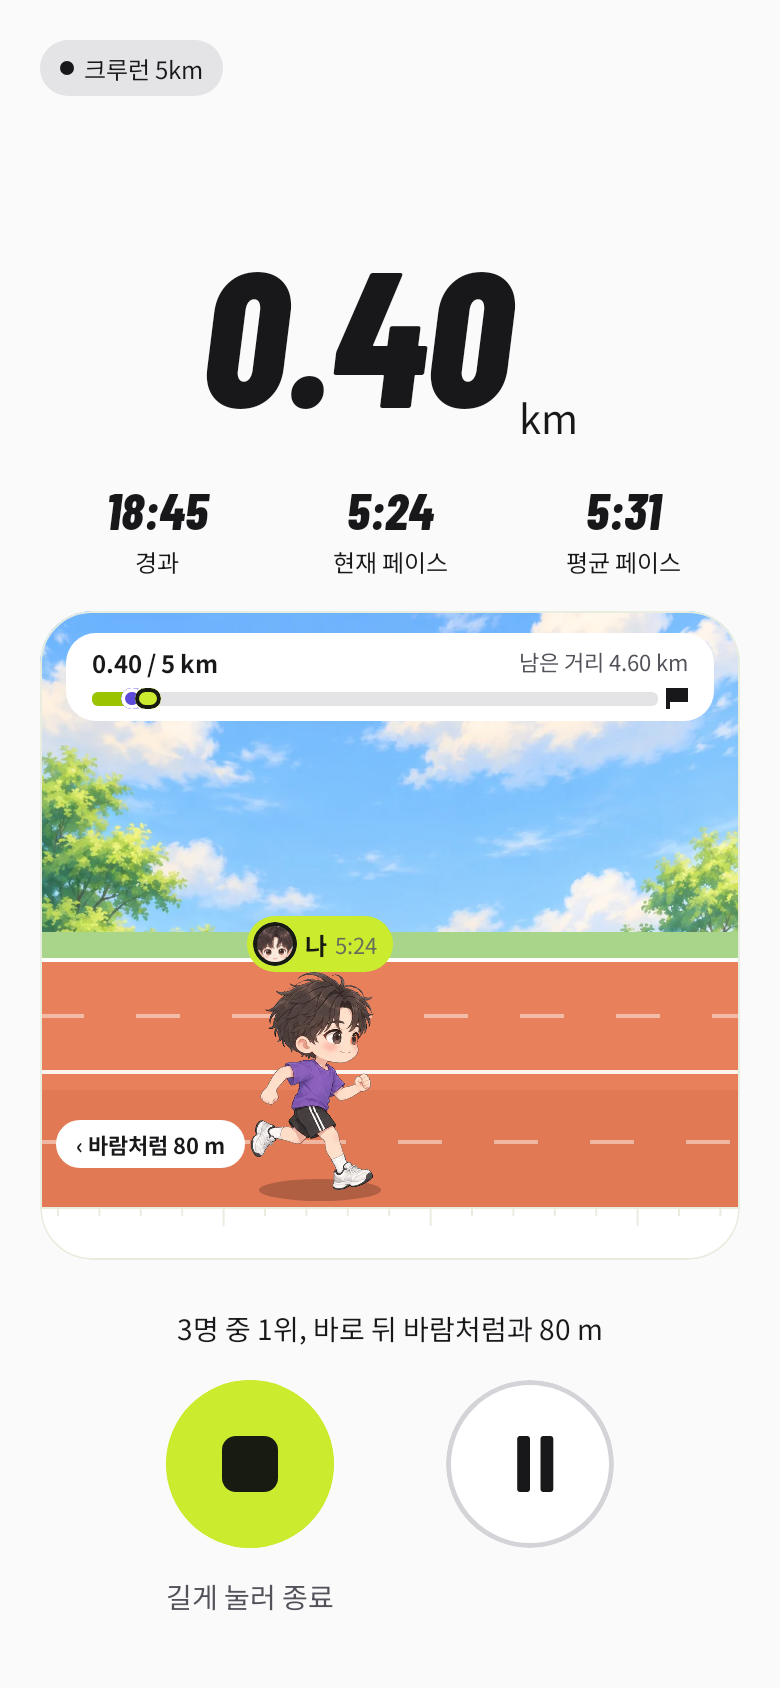 크루런 5km
0.40 km
18:45 5:24 5:31
경과 현재 페이스 평균 페이스
0.40 / 5 km 남은 거리 4.60 km
나 5:24
‹ 바람처럼 80 m
3명 중 1위, 바로 뒤 바람처럼과 80 m
길게 눌러 종료